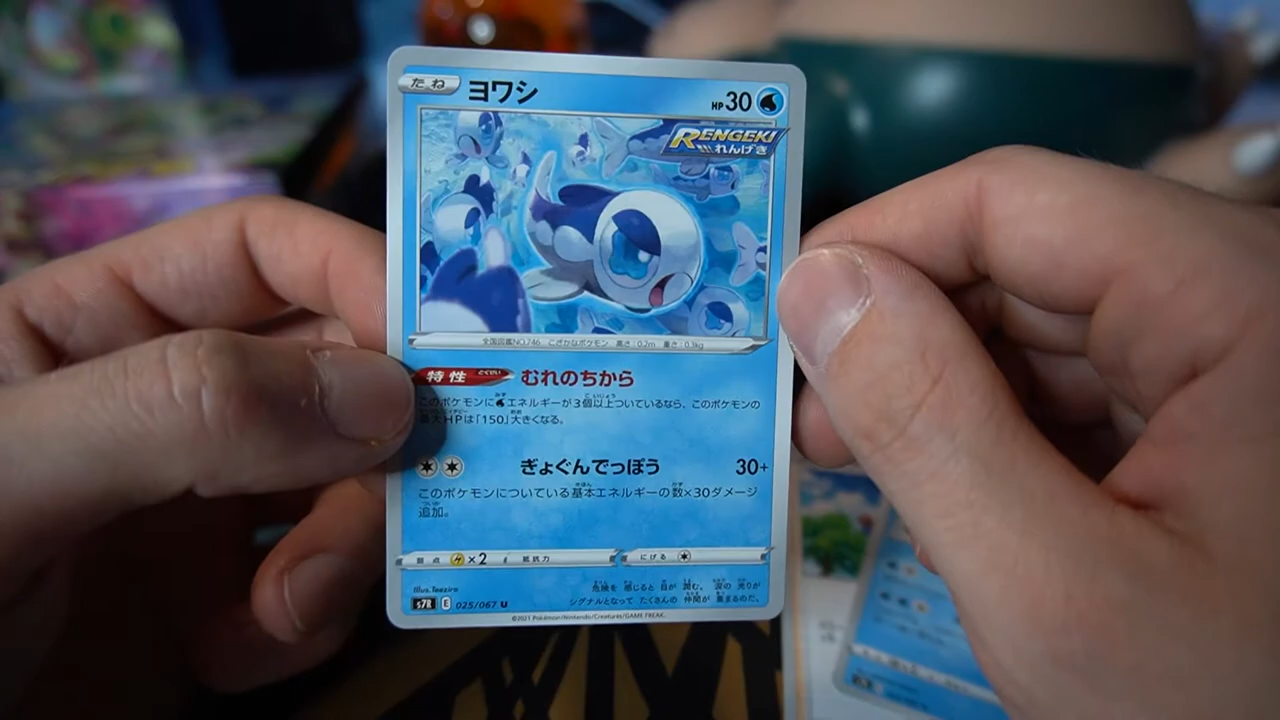 たね ヨワシ HP30
RENGEKI
れんげき
全国図鑑NO.746 こざかなポケモン 高さ:0.2m 重さ:0.3kg
特性 とくせい むれのちから
このポケモンにエネルギーが3個以上ついているなら、このポケモンの
最大HPは「150」大きくなる。
ぎょぐんでっぽう 30+
このポケモンについている基本エネルギーの数×30ダメージ
追加。
弱点 ×2 抵抗力 にげる
Illus.Teeziro
危険を 感じると 目が 潤む。 涙の 光りが
シグナルとなって たくさんの 仲間が 集まるのだ。
s7R E 025/067 U
©2021 Pokémon/Nintendo/Creatures/GAME FREAK.